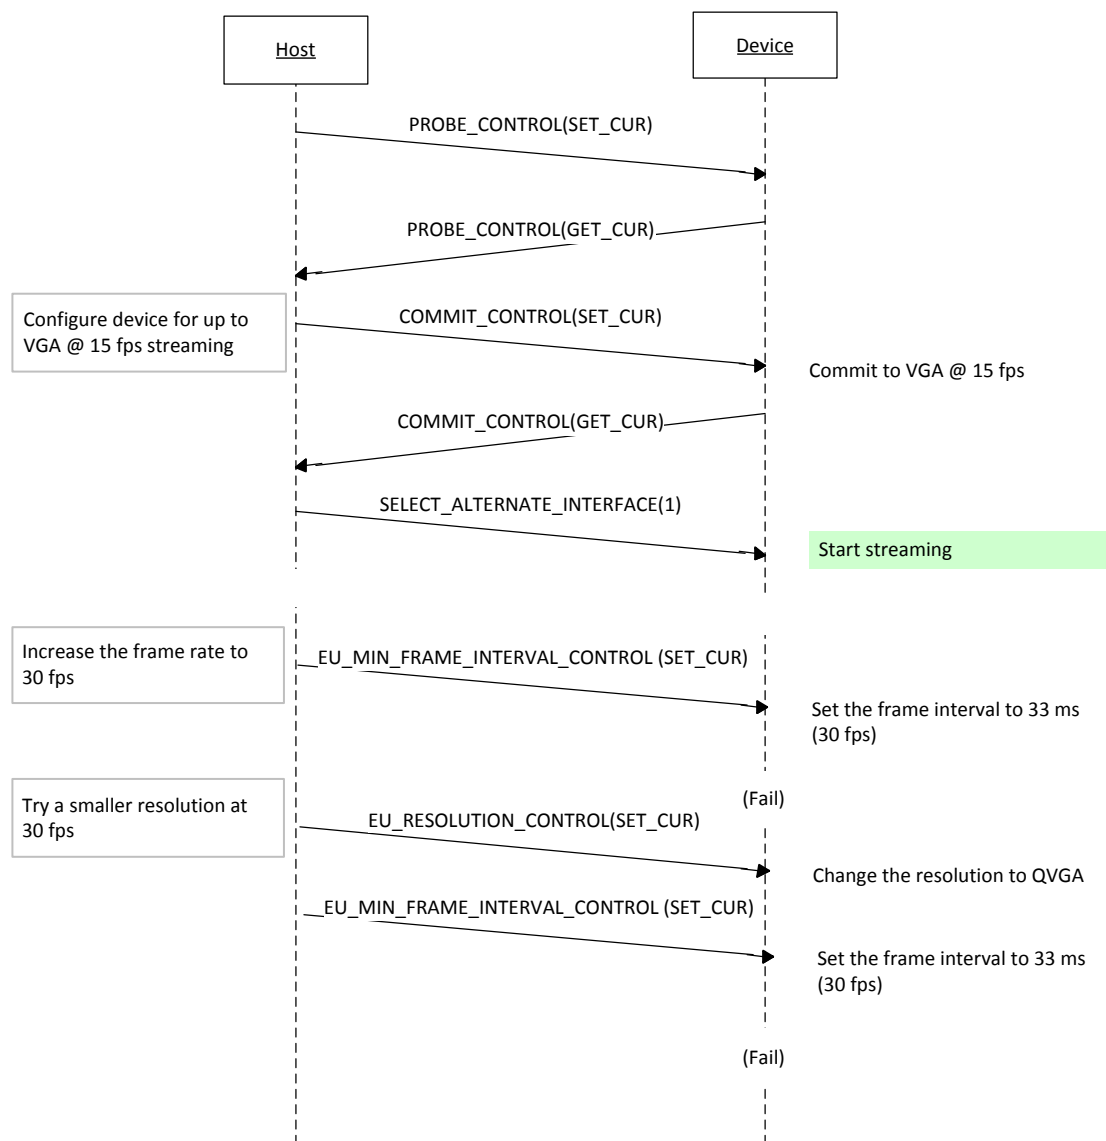 Host
Device
PROBE_CONTROL(SET_CUR)
PROBE_CONTROL(GET_CUR)
Configure device for up to
VGA @ 15 fps streaming
COMMIT_CONTROL(SET_CUR)
Commit to VGA @ 15 fps
COMMIT_CONTROL(GET_CUR)
SELECT_ALTERNATE_INTERFACE(1)
Start streaming
Increase the frame rate to
30 fps
EU_MIN_FRAME_INTERVAL_CONTROL (SET_CUR)
Set the frame interval to 33 ms
(30 fps)
(Fail)
Try a smaller resolution at
30 fps
EU_RESOLUTION_CONTROL(SET_CUR)
Change the resolution to QVGA
EU_MIN_FRAME_INTERVAL_CONTROL (SET_CUR)
Set the frame interval to 33 ms
(30 fps)
(Fail)